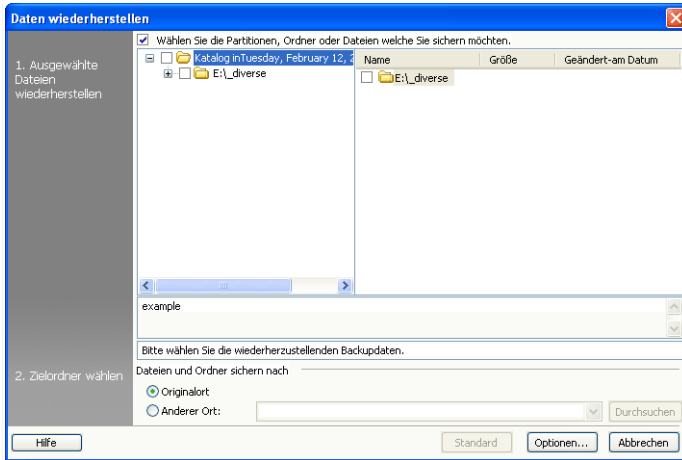 Daten wiederherstellen
1. Ausgewählte
Dateien
wiederherstellen
Wählen Sie die Partitionen, Ordner oder Dateien welche Sie sichern möchten.
Katalog inTuesday, February 12, 2
E:\_diverse
Name Größe Geändert-am Datum
E:\_diverse
example
Bitte wählen Sie die wiederherzustellenden Backupdaten.
2. Zielordner wählen
Dateien und Ordner sichern nach
Originalort
Anderer Ort:
Durchsuchen
Hilfe
Standard
Optionen...
Abbrechen